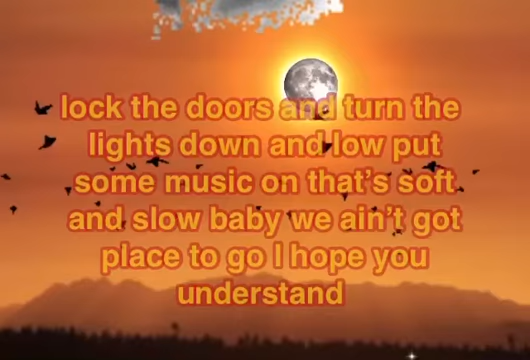 lock the doors and turn the
lights down and low put
some music on that's soft
and slow baby we ain't got
place to go I hope you
understand